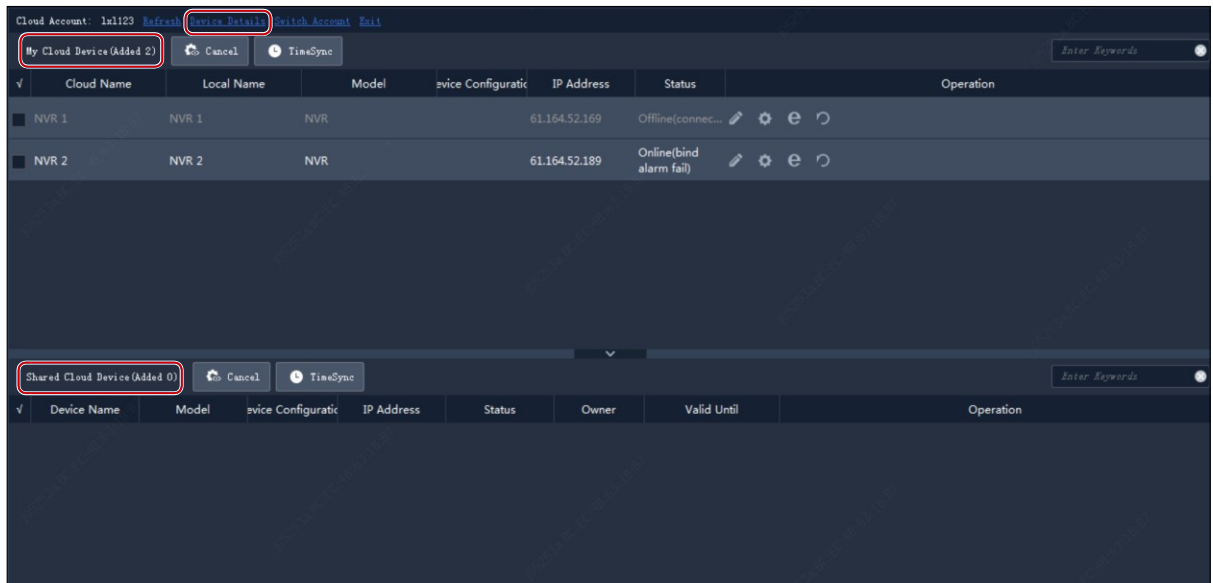 Cloud Account: lxl123 Refresh Device Details Switch Account Exit
My Cloud Device(Added 2) Cancel TimeSync Enter Keywords
√ Cloud Name Local Name Model evice Configuratic IP Address Status Operation
NVR 1 NVR 1 NVR 61.164.52.169 Offline(connec...
NVR 2 NVR 2 NVR 61.164.52.189 Online(bind
alarm fail)
Shared Cloud Device(Added 0) Cancel TimeSync Enter Keywords
√ Device Name Model evice Configuratic IP Address Status Owner Valid Until Operation